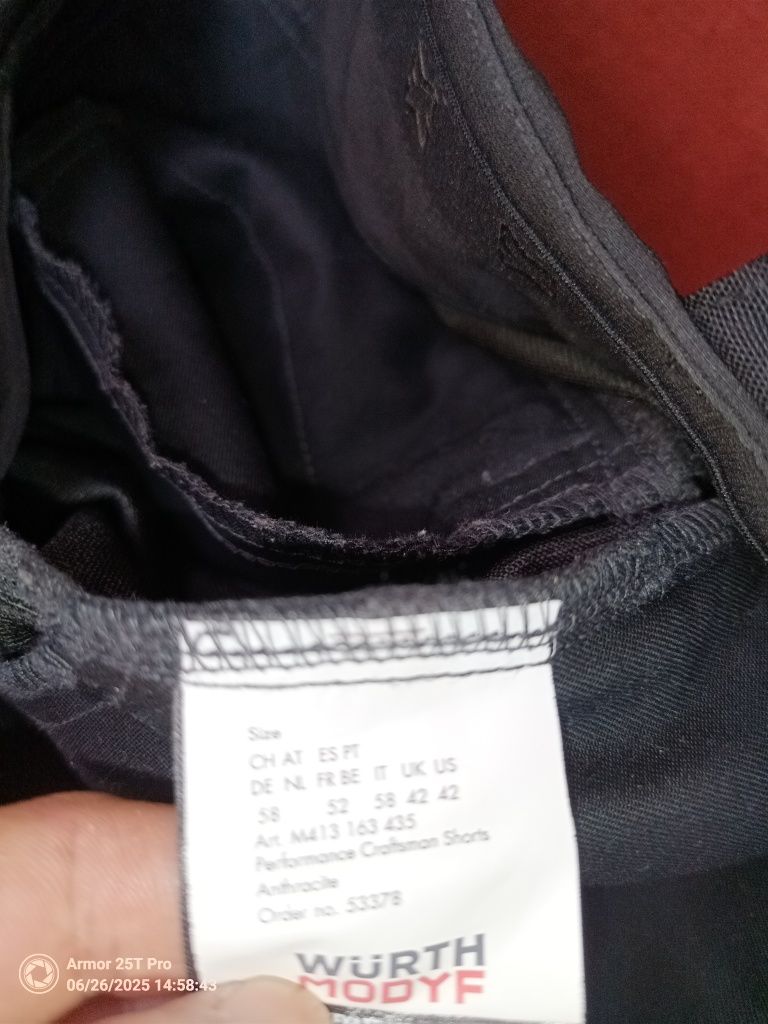 Size
CH AT ES PT
DE NL FR BE IT UK US
58 52 58 42 42
Art. M413 163 435
Performance Craftsman Shorts
Anthracite
Order no. 53378
WÜRTH
MODYF
Armor 25T Pro
06/26/2025 14:58:43